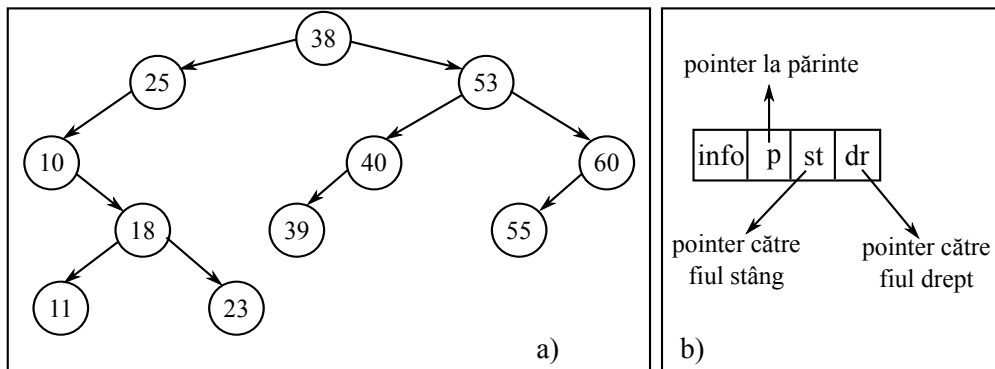 38
25
53
10
40
60
18
39
55
11
23
a)
pointer la părinte
info p st dr
pointer către
fiul stâng
pointer către
fiul drept
b)